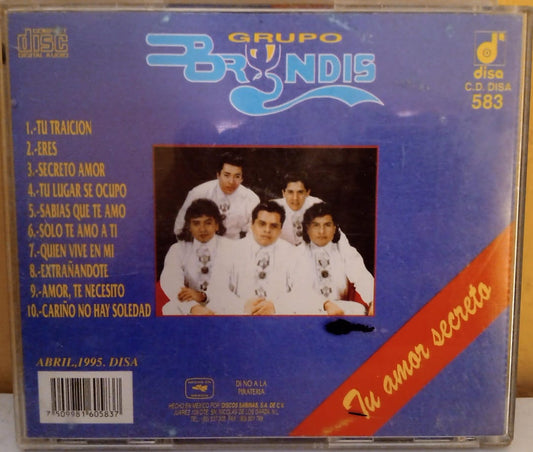 COMPACT
disc
DIGITAL AUDIO
GRUPO
BRYNDIS
disa
C.D. DISA
583
1.-TU TRAICION
2.-ERES
3.-SECRETO AMOR
4.-TU LUGAR SE OCUPO
5.-SABIAS QUE TE AMO
6.-SOLO TE AMO A TI
7.-QUIEN VIVE EN MI
8.-EXTRAÑANDOTE
9.-AMOR, TE NECESITO
10.-CARIÑO NO HAY SOLEDAD
Tu amor secreto
ABRIL.,1995. DISA
7 509981 605837
DI NO A LA
PIRATERIA
HECHO EN MEXICO POR DISCOS SABINAS, S.A. DE C.V.